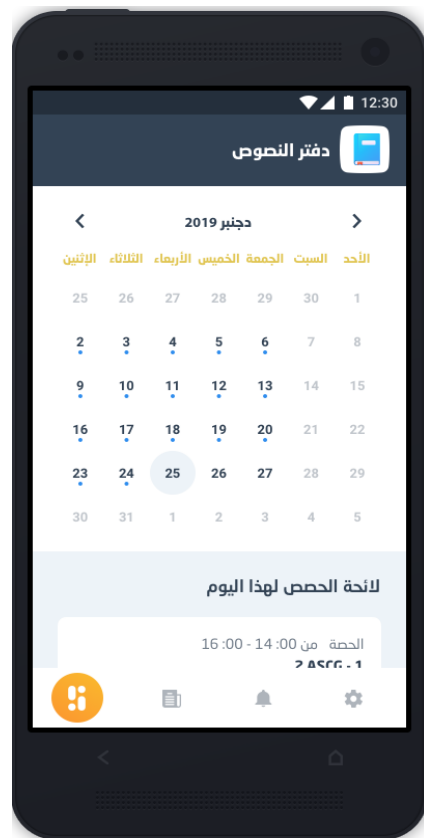 12:30
دفتر النصوص
دجنبر 2019
الأحد السبت الجمعة الخميس الأربعاء الثلاثاء الإثنين
25 26 27 28 29 30 1
2 3 4 5 6 7 8
9 10 11 12 13 14 15
16 17 18 19 20 21 22
23 24 25 26 27 28 29
30 31 1 2 3 4 5
لائحة الحصص لهذا اليوم
الحصة من 00: 14 - 00: 16
2 ASCG - 1